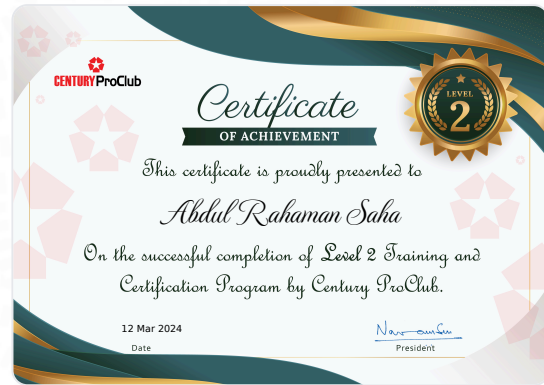 CENTURY ProClub
LEVEL
2
Certificate
OF ACHIEVEMENT
This certificate is proudly presented to
Abdul Rahaman Saha
On the successful completion of Level 2 Training and
Certification Program by Century ProClub.
12 Mar 2024
Date
President